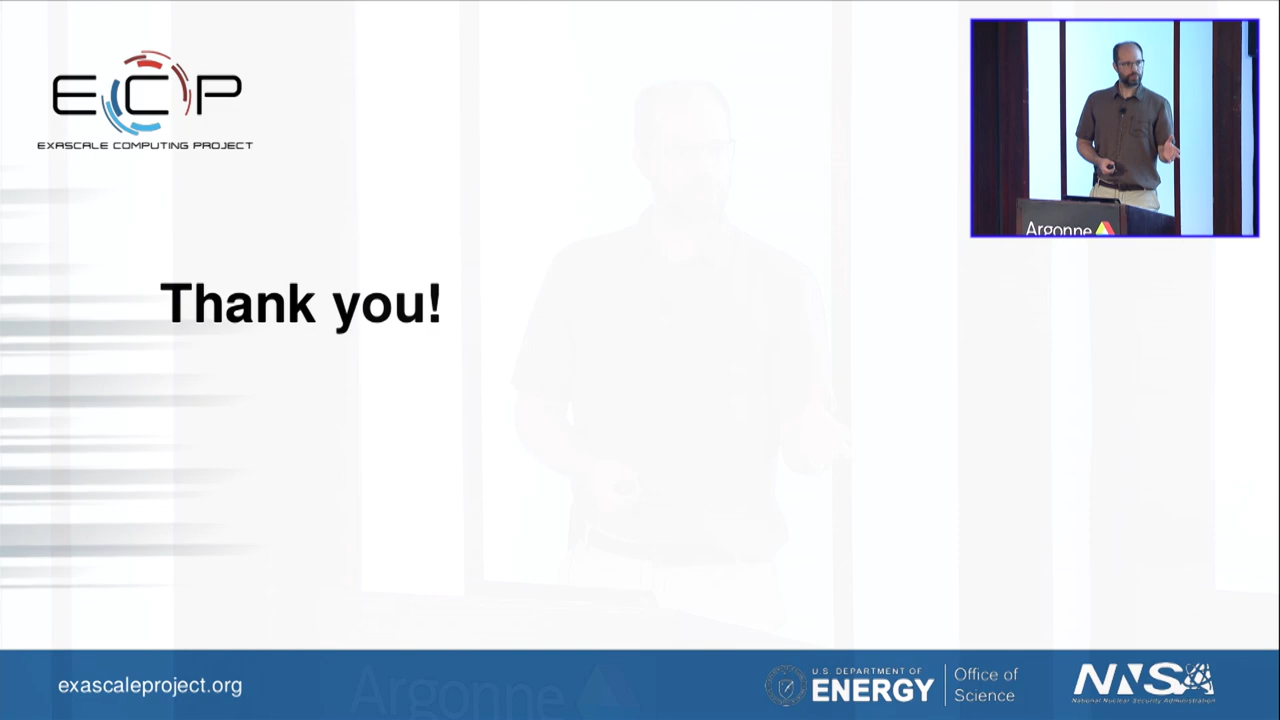 ECP
EXASCALE COMPUTING PROJECT
Argonne
Thank you!
exascaleproject.org
Argonne
U.S. DEPARTMENT OF
ENERGY
Office of
Science
NNSA
National Nuclear Security Administration